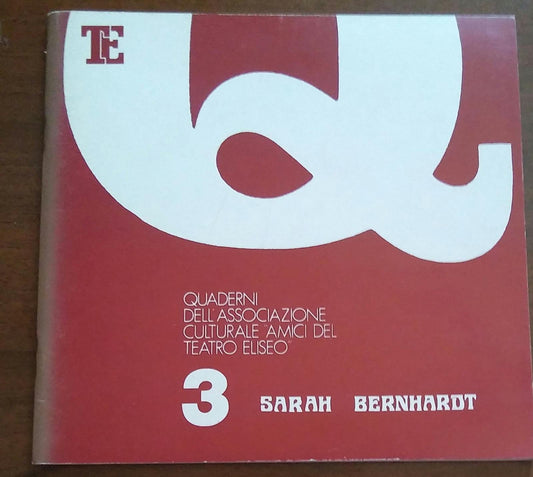 TE
Q
QUADERNI
DELL'ASSOCIAZIONE
CULTURALE "AMICI DEL
TEATRO ELISEO"
3 SARAH BERNHARDT